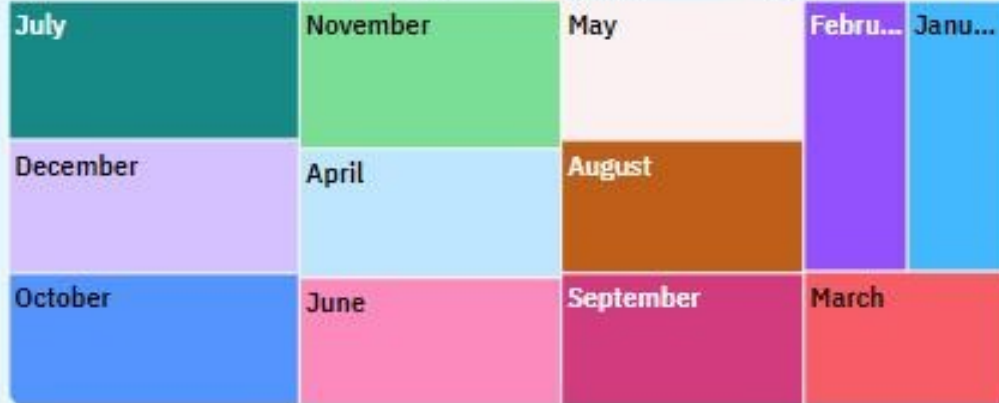 July
November
May
Febru...
Janu...
December
April
August
October
June
September
March